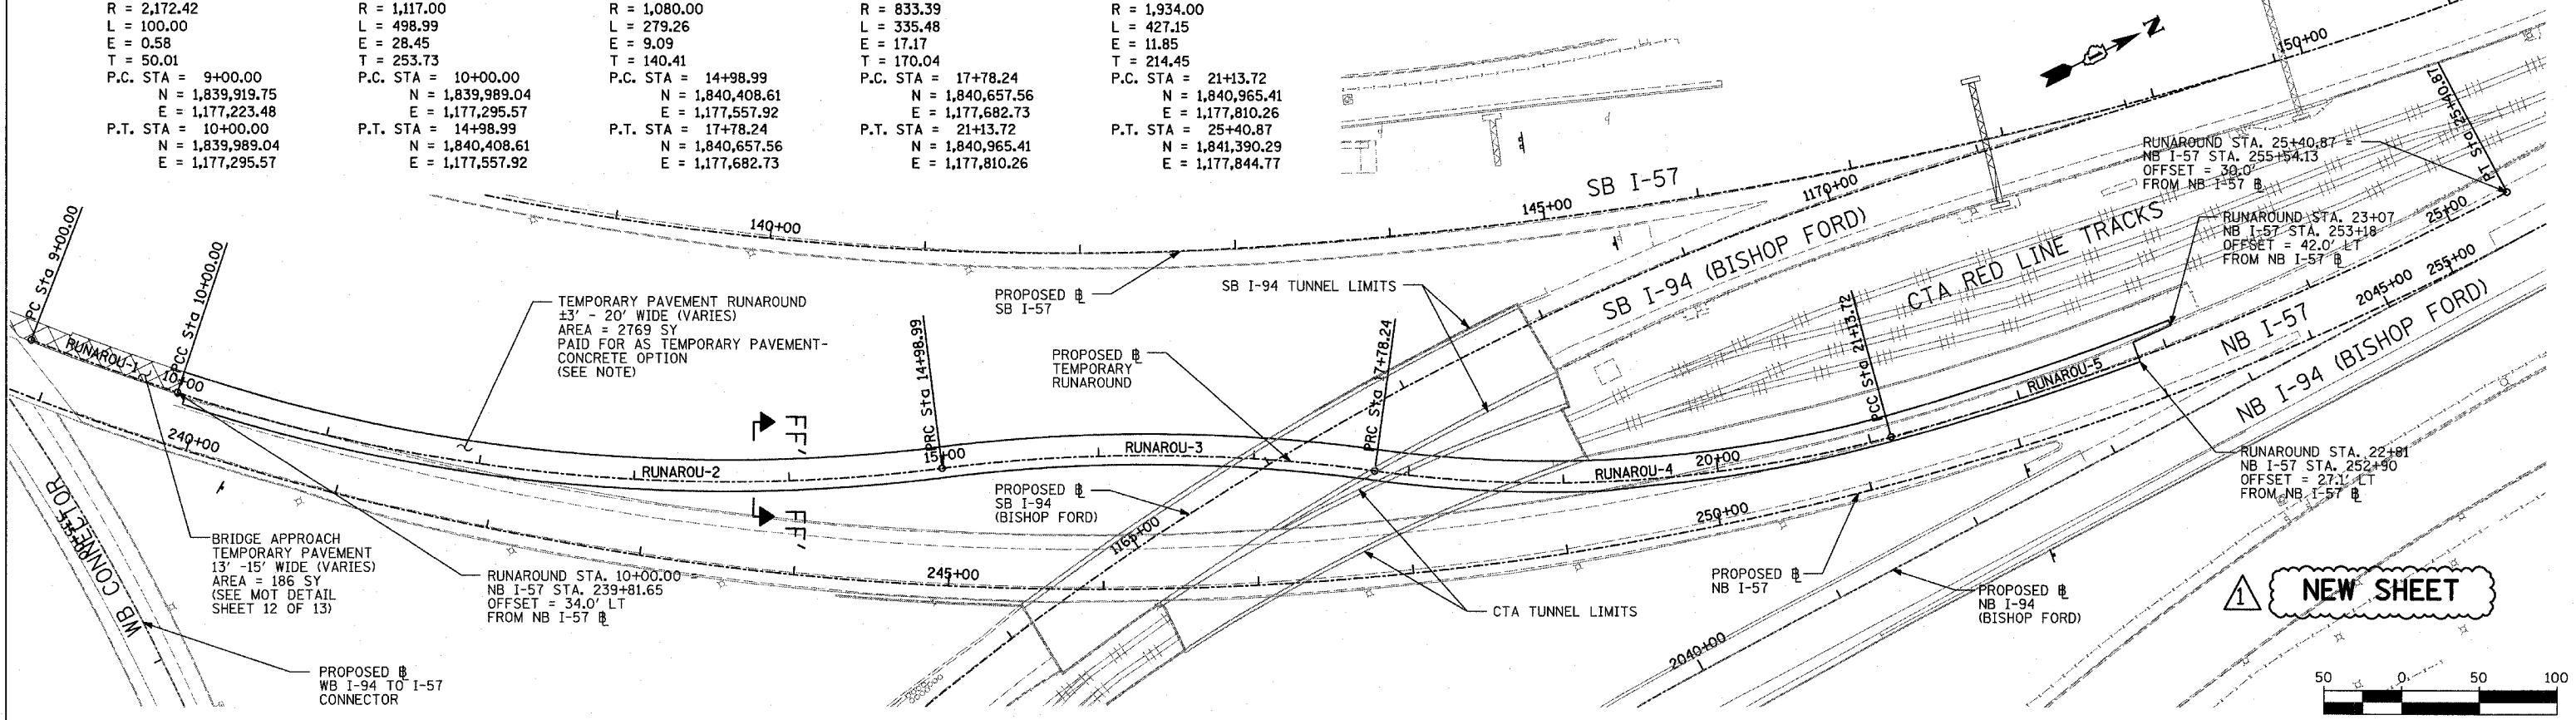 R = 2,172.42
L = 100.00
E = 0.58
T = 50.01
P.C. STA = 9+00.00
N = 1,839,919.75
E = 1,177,223.48
P.T. STA = 10+00.00
N = 1,839,989.04
E = 1,177,295.57
R = 1,117.00
L = 498.99
E = 28.45
T = 253.73
P.C. STA = 10+00.00
N = 1,839,989.04
E = 1,177,295.57
P.T. STA = 14+98.99
N = 1,840,408.61
E = 1,177,557.92
R = 1,080.00
L = 279.26
E = 9.09
T = 140.41
P.C. STA = 14+98.99
N = 1,840,408.61
E = 1,177,557.92
P.T. STA = 17+78.24
N = 1,840,657.56
E = 1,177,682.73
R = 833.39
L = 335.48
E = 17.17
T = 170.04
P.C. STA = 17+78.24
N = 1,840,657.56
E = 1,177,682.73
P.T. STA = 21+13.72
N = 1,840,965.41
E = 1,177,810.26
R = 1,934.00
L = 427.15
E = 11.85
T = 214.45
P.C. STA = 21+13.72
N = 1,840,965.41
E = 1,177,810.26
P.T. STA = 25+40.87
N = 1,841,390.29
E = 1,177,844.77
N
150+00
PT Sta 25+40.87
RUNAROUND STA. 25+40.87 =
NB I-57 STA. 255+54.13
OFFSET = 30.0'
FROM NB I-57 ℄
SB I-57
145+00
1170+00
140+00
PC Sta 9+00.00
PCC Sta 10+00.00
SB I-94 (BISHOP FORD)
CTA RED LINE TRACKS
25+00
RUNAROUND STA. 23+07
NB I-57 STA. 253+18
OFFSET = 42.0' LT
FROM NB I-57 ℄
255+00
2045+00
NB I-57
NB I-94 (BISHOP FORD)
PROPOSED ℄
SB I-57
SB I-94 TUNNEL LIMITS
TEMPORARY PAVEMENT RUNAROUND
±3' - 20' WIDE (VARIES)
AREA = 2769 SY
PAID FOR AS TEMPORARY PAVEMENT-
CONCRETE OPTION
(SEE NOTE)
PRC Sta 14+98.99
PROPOSED ℄
TEMPORARY
RUNAROUND
PRC Sta 17+78.24
PCC Sta 21+13.72
RUNAROU-1
10+00
RUNAROU-2
15+00
RUNAROU-3
RUNAROU-4
20+00
RUNAROU-5
FF'
FF'
240+00
WB CONNECTOR
BRIDGE APPROACH
TEMPORARY PAVEMENT
13' -15' WIDE (VARIES)
AREA = 186 SY
(SEE MOT DETAIL
SHEET 12 OF 13)
RUNAROUND STA. 10+00.00 =
NB I-57 STA. 239+81.65
OFFSET = 34.0' LT
FROM NB I-57 ℄
245+00
PROPOSED ℄
SB I-94
(BISHOP FORD)
1165+00
250+00
RUNAROUND STA. 22+81
NB I-57 STA. 252+90
OFFSET = 27.1' LT
FROM NB I-57 ℄
PROPOSED ℄
NB I-57
PROPOSED ℄
NB I-94
(BISHOP FORD)
CTA TUNNEL LIMITS
2040+00
1
NEW SHEET
PROPOSED ℄
WB I-94 TO I-57
CONNECTOR
50 0 50 100